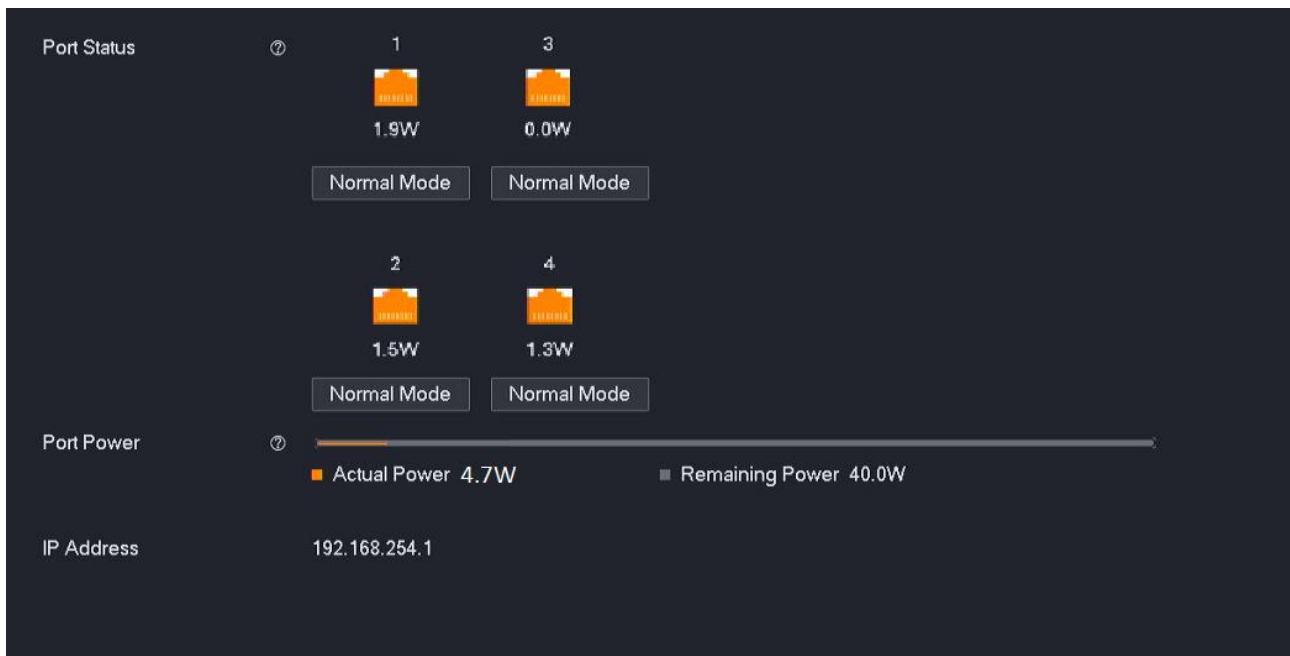 Port Status ? 1 3
1.9W 0.0W
Normal Mode Normal Mode
2 4
1.5W 1.3W
Normal Mode Normal Mode
Port Power ?
Actual Power 4.7W Remaining Power 40.0W
IP Address 192.168.254.1